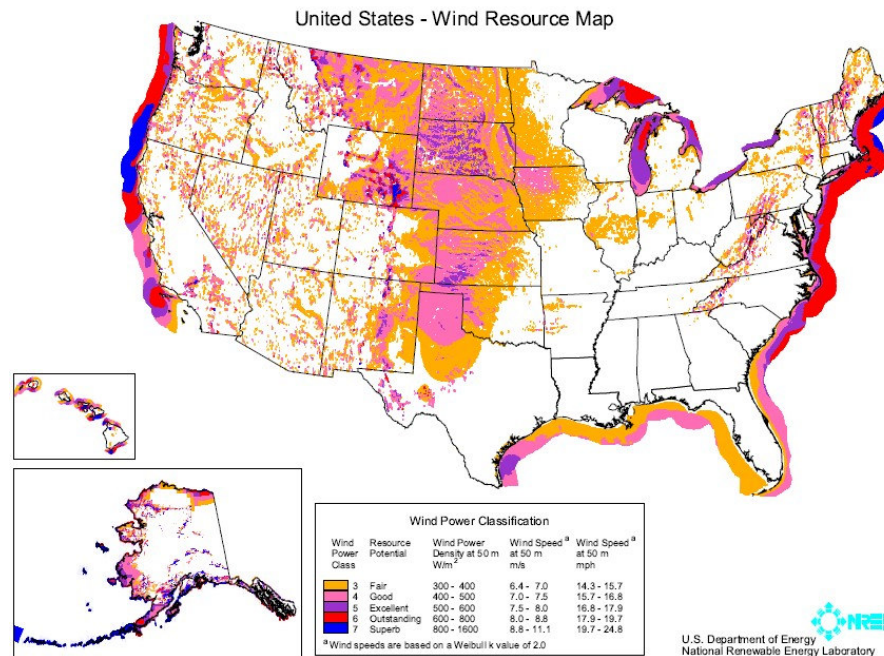 United States - Wind Resource Map
Wind Power Classification
Wind Power Class Resource Potential Wind Power Density at 50 m W/m2 Wind Speed a at 50 m m/s Wind Speed a at 50 m mph
3 Fair 300 - 400 6.4 - 7.0 14.3 - 15.7
4 Good 400 - 500 7.0 - 7.5 15.7 - 16.8
5 Excellent 500 - 600 7.5 - 8.0 16.8 - 17.9
6 Outstanding 600 - 800 8.0 - 8.8 17.9 - 19.7
7 Superb 800 - 1600 8.8 - 11.1 19.7 - 24.8
a Wind speeds are based on a Weibull k value of 2.0
NREL
U.S. Department of Energy
National Renewable Energy Laboratory